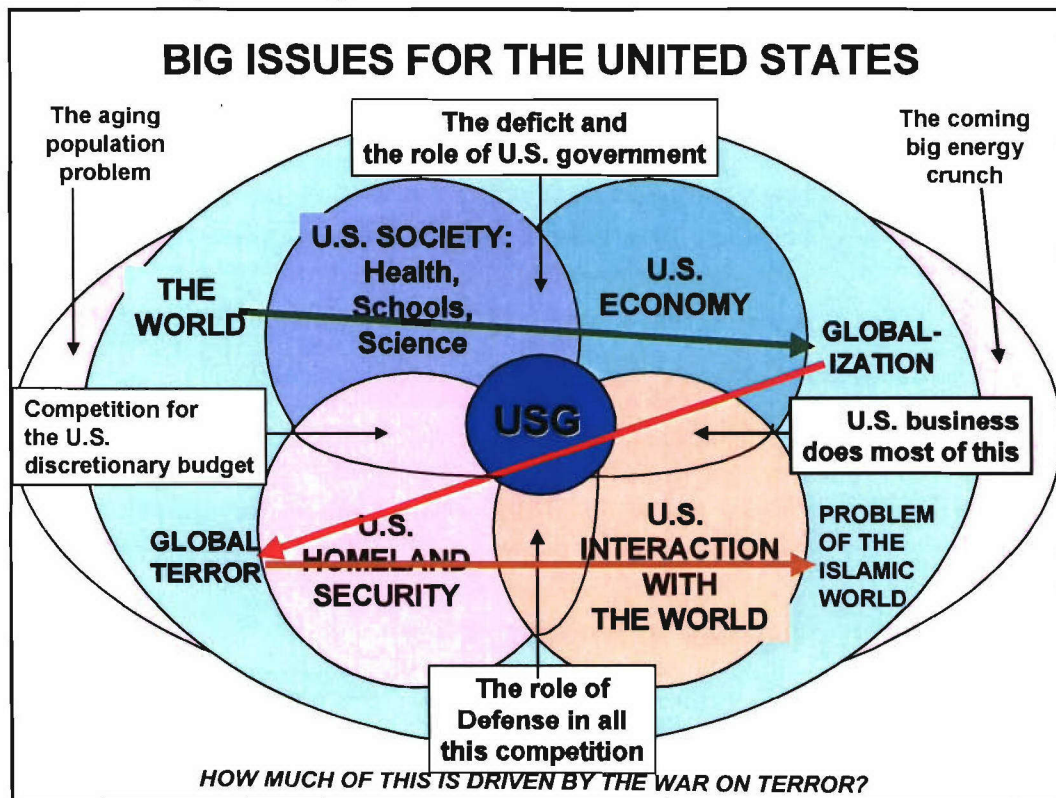 BIG ISSUES FOR THE UNITED STATES
The aging
population
problem
The deficit and
the role of U.S. government
The coming
big energy
crunch
U.S. SOCIETY:
Health,
Schools,
Science
U.S.
ECONOMY
THE
WORLD
GLOBAL-
IZATION
USG
Competition for
the U.S.
discretionary budget
U.S. business
does most of this
GLOBAL
TERROR
U.S.
HOMELAND
SECURITY
U.S.
INTERACTION
WITH
THE WORLD
PROBLEM
OF THE
ISLAMIC
WORLD
The role of
Defense in all
this competition
HOW MUCH OF THIS IS DRIVEN BY THE WAR ON TERROR?